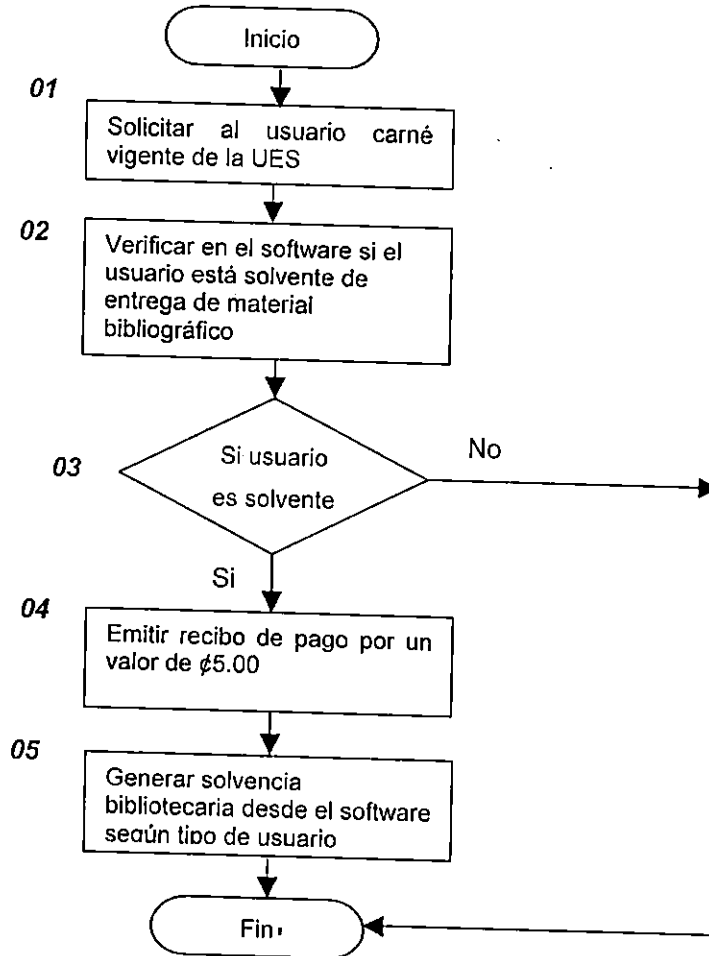 Inicio
01
Solicitar al usuario carné
vigente de la UES
02
Verificar en el software si el
usuario está solvente de
entrega de material
bibliográfico
03
Si usuario
es solvente
No
Si
04
Emitir recibo de pago por un
valor de ¢5.00
05
Generar solvencia
bibliotecaria desde el software
según tipo de usuario
Fin